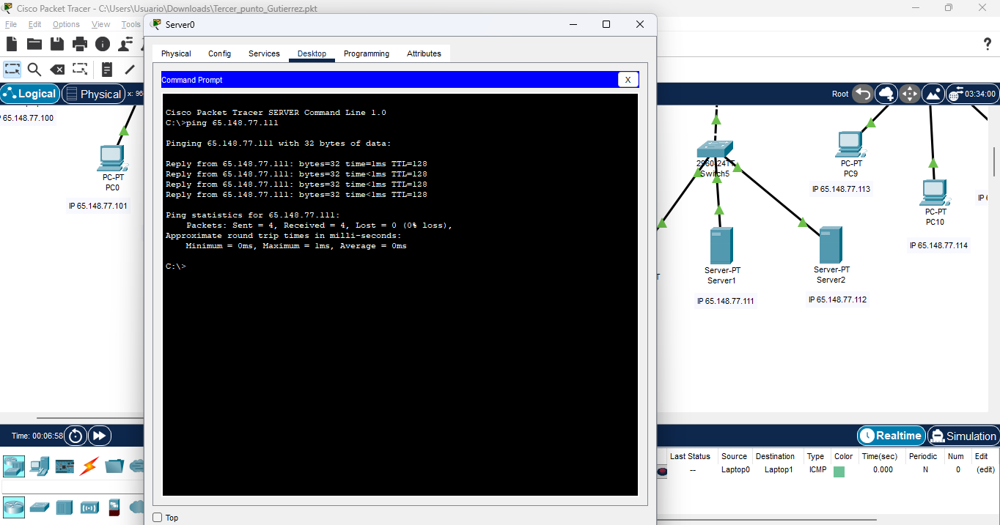 Cisco Packet Tracer - C:\Users\Usuario\Downloads\Tercer_punto_Gutierrez.pkt
File Edit Options View Tools
Server0
Physical Config Services Desktop Programming Attributes
Command Prompt
X
Cisco Packet Tracer SERVER Command Line 1.0
C:\>ping 65.148.77.111
Pinging 65.148.77.111 with 32 bytes of data:
Reply from 65.148.77.111: bytes=32 time=1ms TTL=128
Reply from 65.148.77.111: bytes=32 time<1ms TTL=128
Reply from 65.148.77.111: bytes=32 time<1ms TTL=128
Reply from 65.148.77.111: bytes=32 time<1ms TTL=128
Ping statistics for 65.148.77.111:
Packets: Sent = 4, Received = 4, Lost = 0 (0% loss),
Approximate round trip times in milli-seconds:
Minimum = 0ms, Maximum = 1ms, Average = 0ms
C:\>
Top
Logical Physical x: 96
65.148.77.100
PC-PT
PC0
IP 65.148.77.101
Root 03:34:00
2960-24TT
Switch5
PC-PT
PC9
IP 65.148.77.113
PC-PT
PC10
IP 65.148.77.114
IP
Server-PT
Server1
IP 65.148.77.111
Server-PT
Server2
IP 65.148.77.112
Time: 00:06:58
Realtime Simulation
Last Status Source Destination Type Color Time(sec) Periodic Num Edit
-- Laptop0 Laptop1 ICMP 0.000 N 0 (edit)